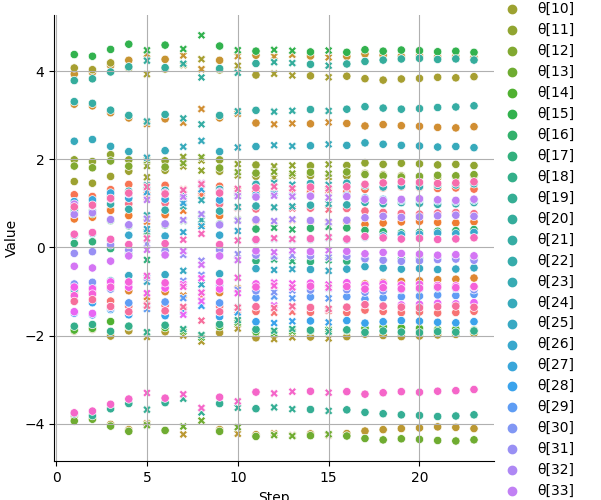 4
2
0
−2
−4
Value
0
5
10
15
20
Step
θ[10]
θ[11]
θ[12]
θ[13]
θ[14]
θ[15]
θ[16]
θ[17]
θ[18]
θ[19]
θ[20]
θ[21]
θ[22]
θ[23]
θ[24]
θ[25]
θ[26]
θ[27]
θ[28]
θ[29]
θ[30]
θ[31]
θ[32]
θ[33]